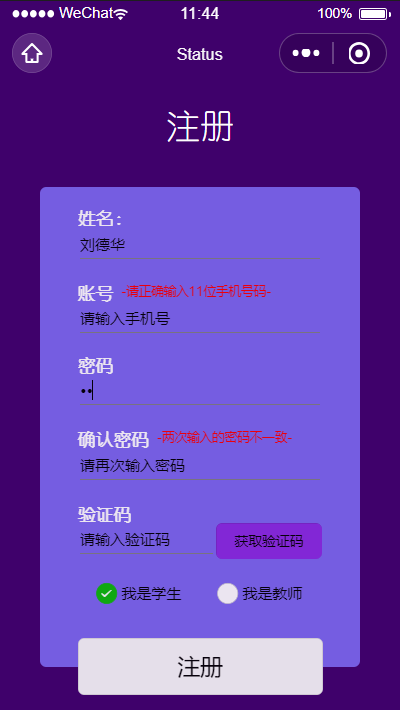 WeChat 11:44 100%
Status
注册
姓名：
刘德华
账号 -请正确输入11位手机号码-
请输入手机号
密码
••
确认密码 -两次输入的密码不一致-
请再次输入密码
验证码
请输入验证码 获取验证码
我是学生 我是教师
注册